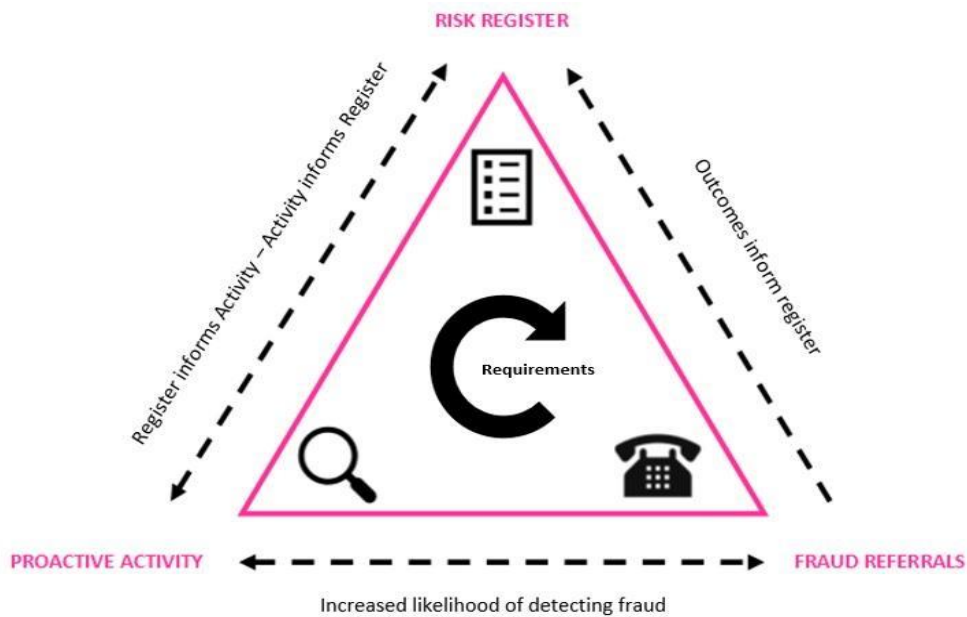 RISK REGISTER
Register informs Activity – Activity informs Register
Outcomes inform register
Requirements
PROACTIVE ACTIVITY
FRAUD REFERRALS
Increased likelihood of detecting fraud